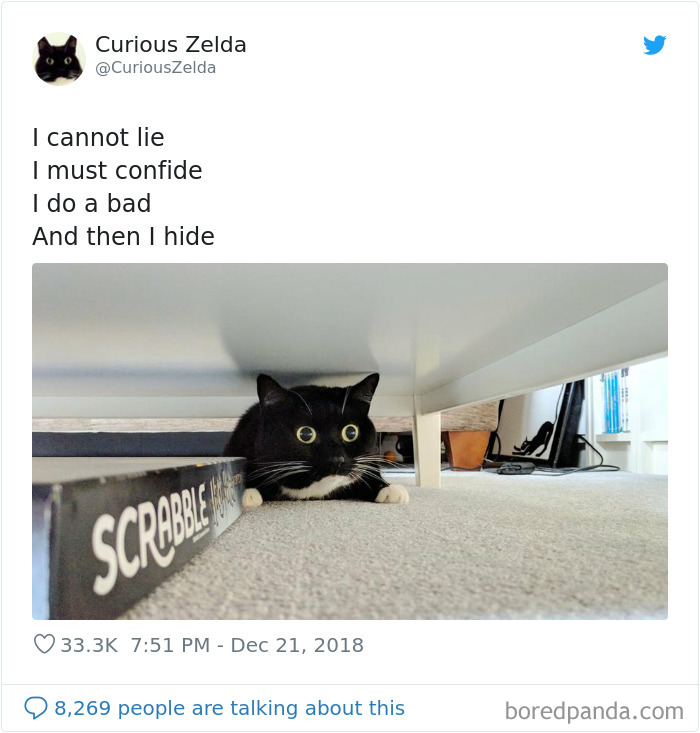 Curious Zelda
@CuriousZelda
I cannot lie
I must confide
I do a bad
And then I hide
SCRABBLE
33.3K 7:51 PM - Dec 21, 2018
8,269 people are talking about this
boredpanda.com